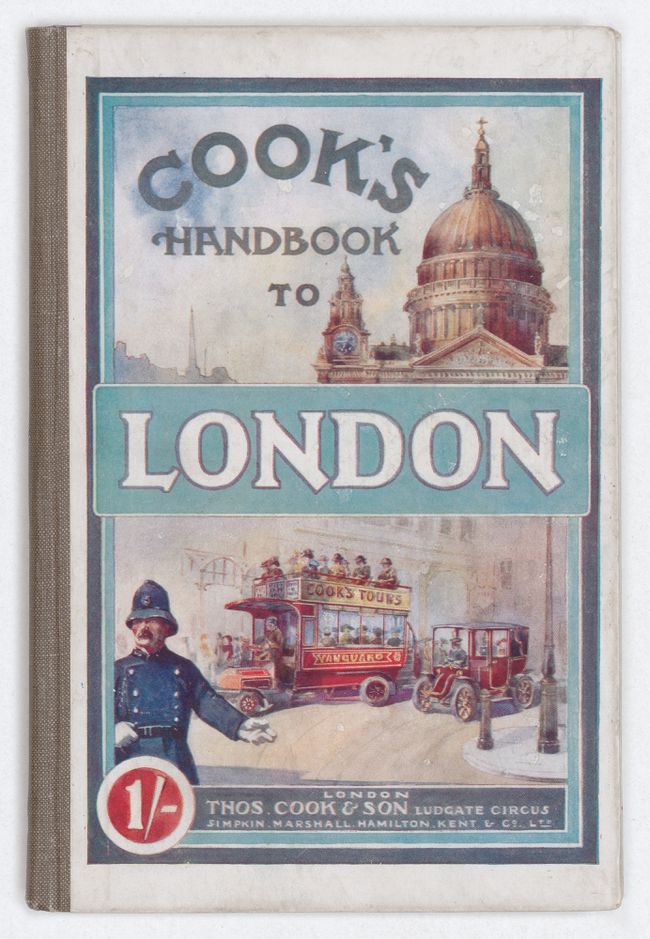 COOK'S
HANDBOOK
TO
LONDON
COOK'S TOURS
VANGUARD
1/-
LONDON
THOS. COOK & SON LUDGATE CIRCUS
SIMPKIN. MARSHALL. HAMILTON. KENT & CO. LTD